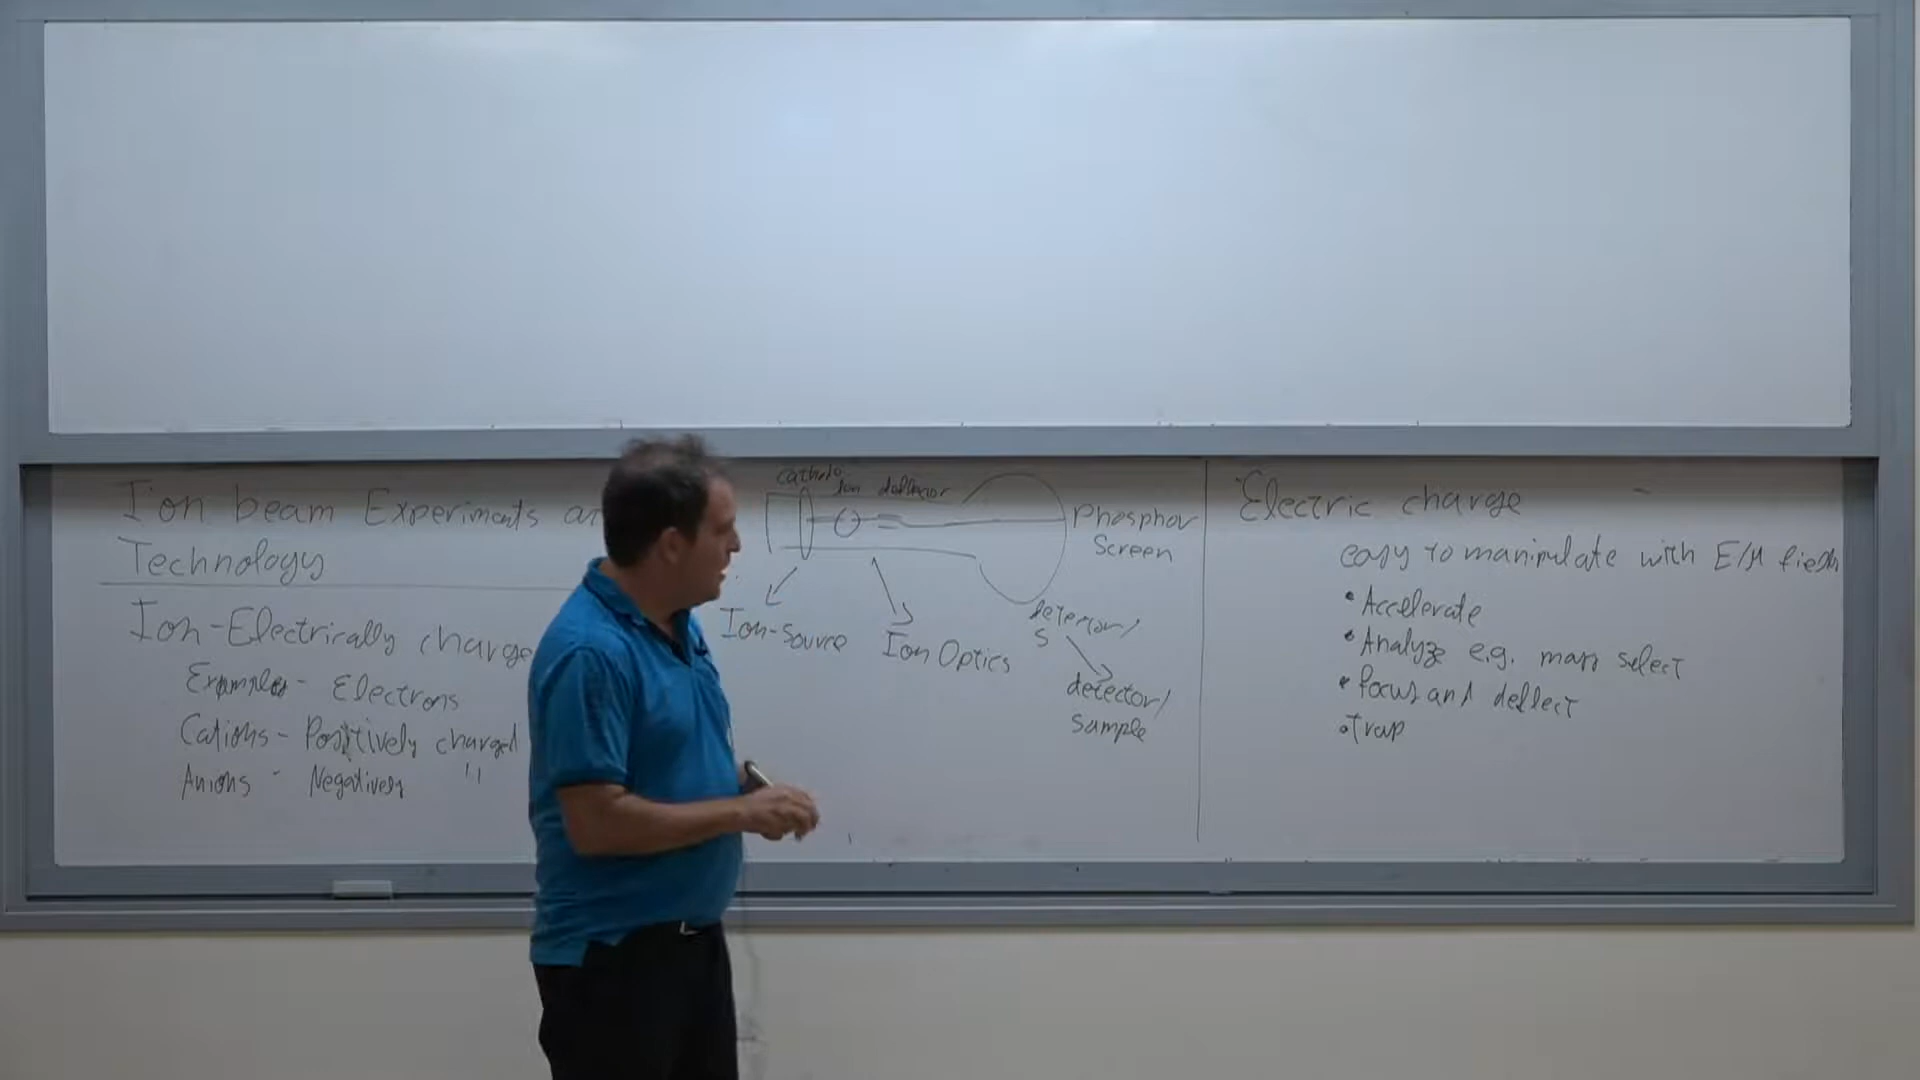 Ion beam Experiments an
Technology
Ion - Electrically charge
Examples - Electrons
Cations - Positively charged
Anions - Negatively "
cathode
deflector
Phosphor
Screen
Ion-Source
Ion Optics
detector/
S
detector/
Sample
Electric charge
easy to manipulate with E/M fields
• Accelerate
• Analyze e.g. mass select
• focus and deflect
• Trap